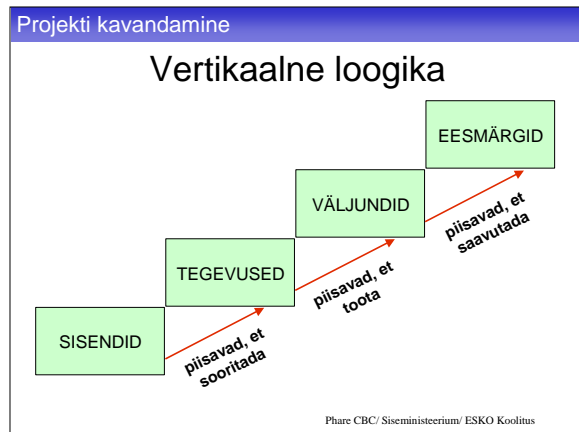 Projekti kavandamine
Vertikaalne loogika
EESMÄRGID
VÄLJUNDID
piisavad, et
saavutada
TEGEVUSED
piisavad, et
toota
SISENDID
piisavad, et
sooritada
Phare CBC/ Siseministeerium/ ESKO Koolitus